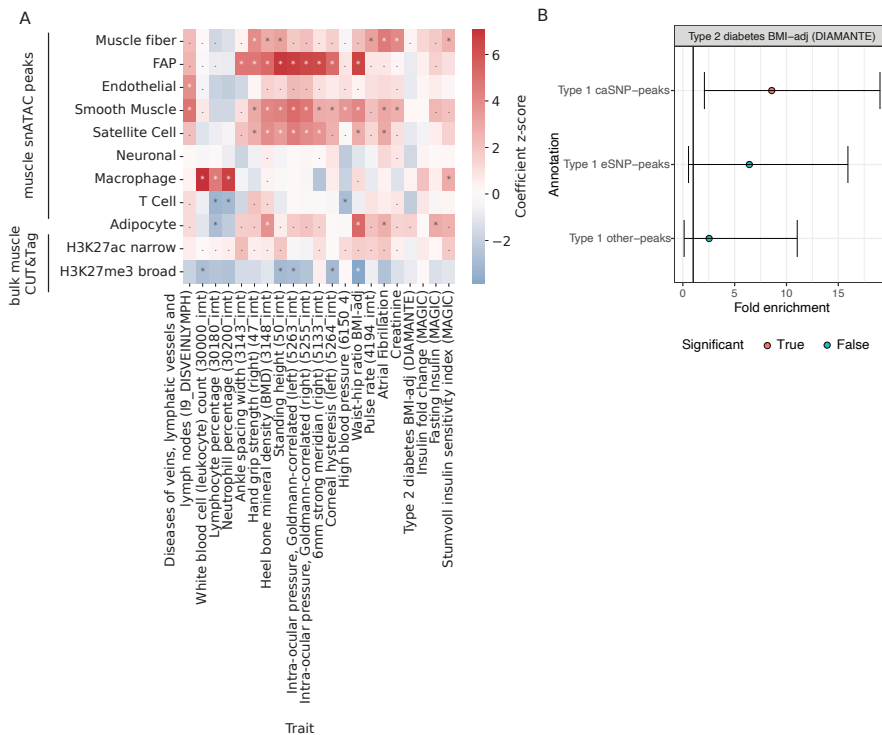 A
muscle snATAC peaks
bulk muscle
CUT&Tag
Muscle fiber
FAP
Endothelial
Smooth Muscle
Satellite Cell
Neuronal
Macrophage
T Cell
Adipocyte
H3K27ac narrow
H3K27me3 broad
Diseases of veins, lymphatic vessels and
lymph nodes (I9_DISVEINLYMPH)
White blood cell (leukocyte) count (30000_irnt)
Lymphocyte percentage (30180_irnt)
Neutrophill percentage (30200_irnt)
Ankle spacing width (3143_irnt)
Hand grip strength (right) (47_irnt)
Heel bone mineral density (BMD) (3148_irnt)
Standing height (50_irnt)
Intra-ocular pressure, Goldmann-correlated (left) (5263_irnt)
Intra-ocular pressure, Goldmann-correlated (right) (5255_irnt)
6mm strong meridian (right) (5133_irnt)
Corneal hysteresis (left) (5264_irnt)
High blood pressure (6150_4)
Waist-hip ratio BMI-adj
Pulse rate (4194_irnt)
Atrial Fibrillation
Creatinine
Type 2 diabetes BMI-adj (DIAMANTE)
Insulin fold change (MAGIC)
Fasting Insulin (MAGIC)
Stumvoll insulin sensitivity index (MAGIC)
Trait
6
4
2
0
−2
Coefficient z-score
B
Type 2 diabetes BMI-adj (DIAMANTE)
Annotation
Type 1 caSNP-peaks
Type 1 eSNP-peaks
Type 1 other-peaks
0 5 10 15
Fold enrichment
Significant True False